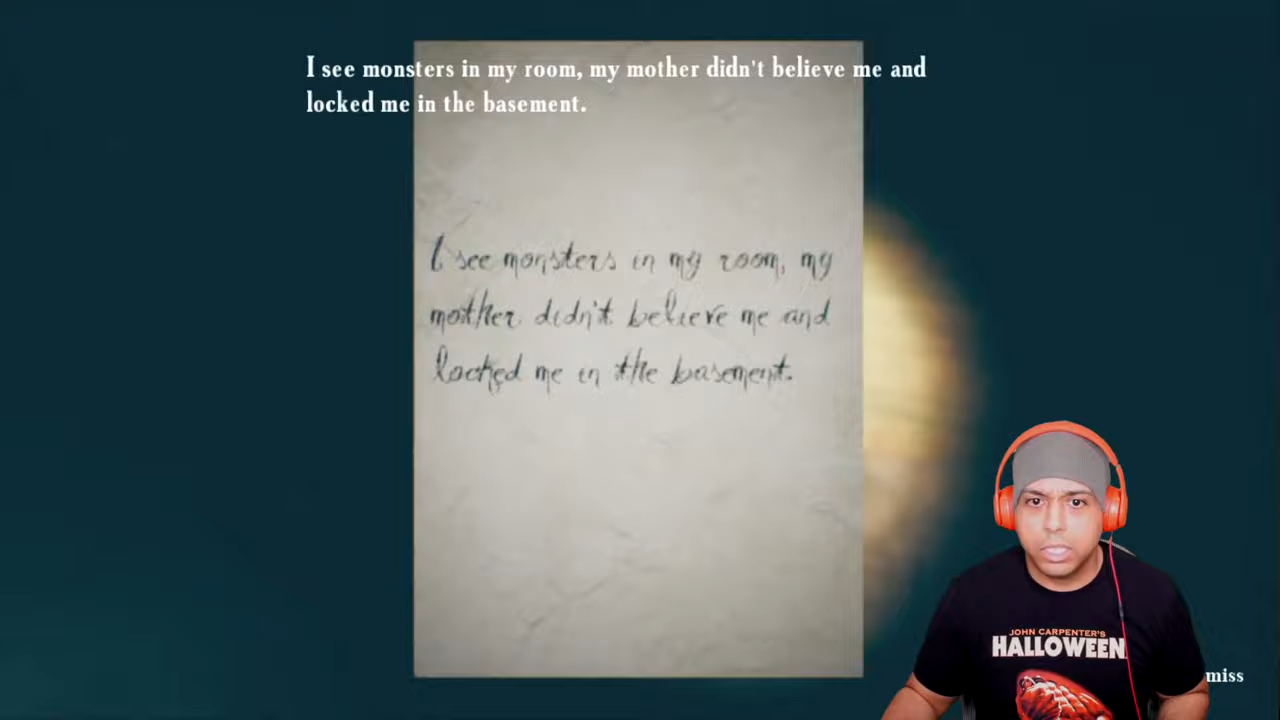 I see monsters in my room, my mother didn't believe me and
locked me in the basement.
I see monsters in my room, my
mother didn't believe me and
locked me in the basement.
JOHN CARPENTER'S
HALLOWEEN
miss